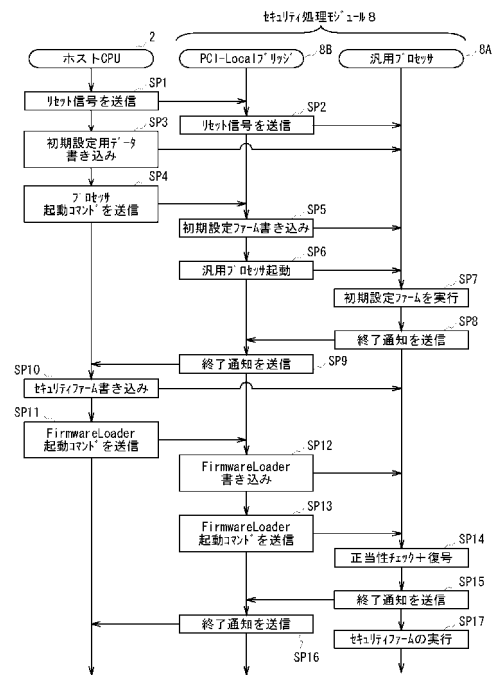 セキュリティ処理モジュール8
2
8B
8A
ホストCPU
PCI-Localブリッジ
汎用プロセッサ
SP1
リセット信号を送信
SP2
リセット信号を送信
SP3
初期設定用データ
書き込み
SP4
プロセッサ
起動コマンドを送信
SP5
初期設定ファーム書き込み
SP6
汎用プロセッサ起動
SP7
初期設定ファームを実行
SP8
終了通知を送信
SP9
終了通知を送信
SP10
セキュリティファーム書き込み
SP11
FirmwareLoader
起動コマンドを送信
SP12
FirmwareLoader
書き込み
SP13
FirmwareLoader
起動コマンドを送信
SP14
正当性チェック+復号
SP15
終了通知を送信
SP16
終了通知を送信
SP17
セキュリティファームの実行